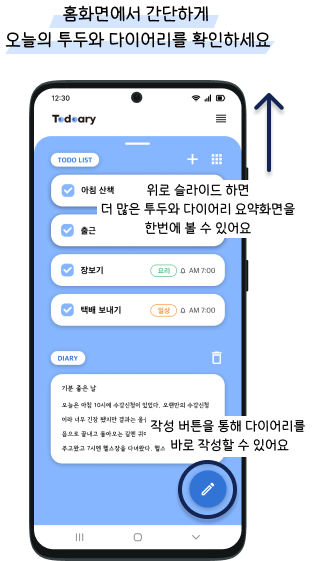 홈화면에서 간단하게
오늘의 투두와 다이어리를 확인하세요
12:30
Todoary
TODO LIST
아침 산책
위로 슬라이드 하면
더 많은 투두와 다이어리 요약화면을
출근
한번에 볼 수 있어요
장보기
요리
AM 7:00
택배 보내기
일상
AM 7:00
DIARY
기분 좋은 날
오늘은 아침 10시에 수강신청이 있었다. 오랜만의 수강신청
이라 너무 긴장 됐지만 결과는 올
작성 버튼을 통해 다이어리를
음으로 끝내고 돌아오는 길엔 귀여
바로 작성할 수 있어요
주고왔고 7시엔 헬스장을 다녀왔다. 헬스